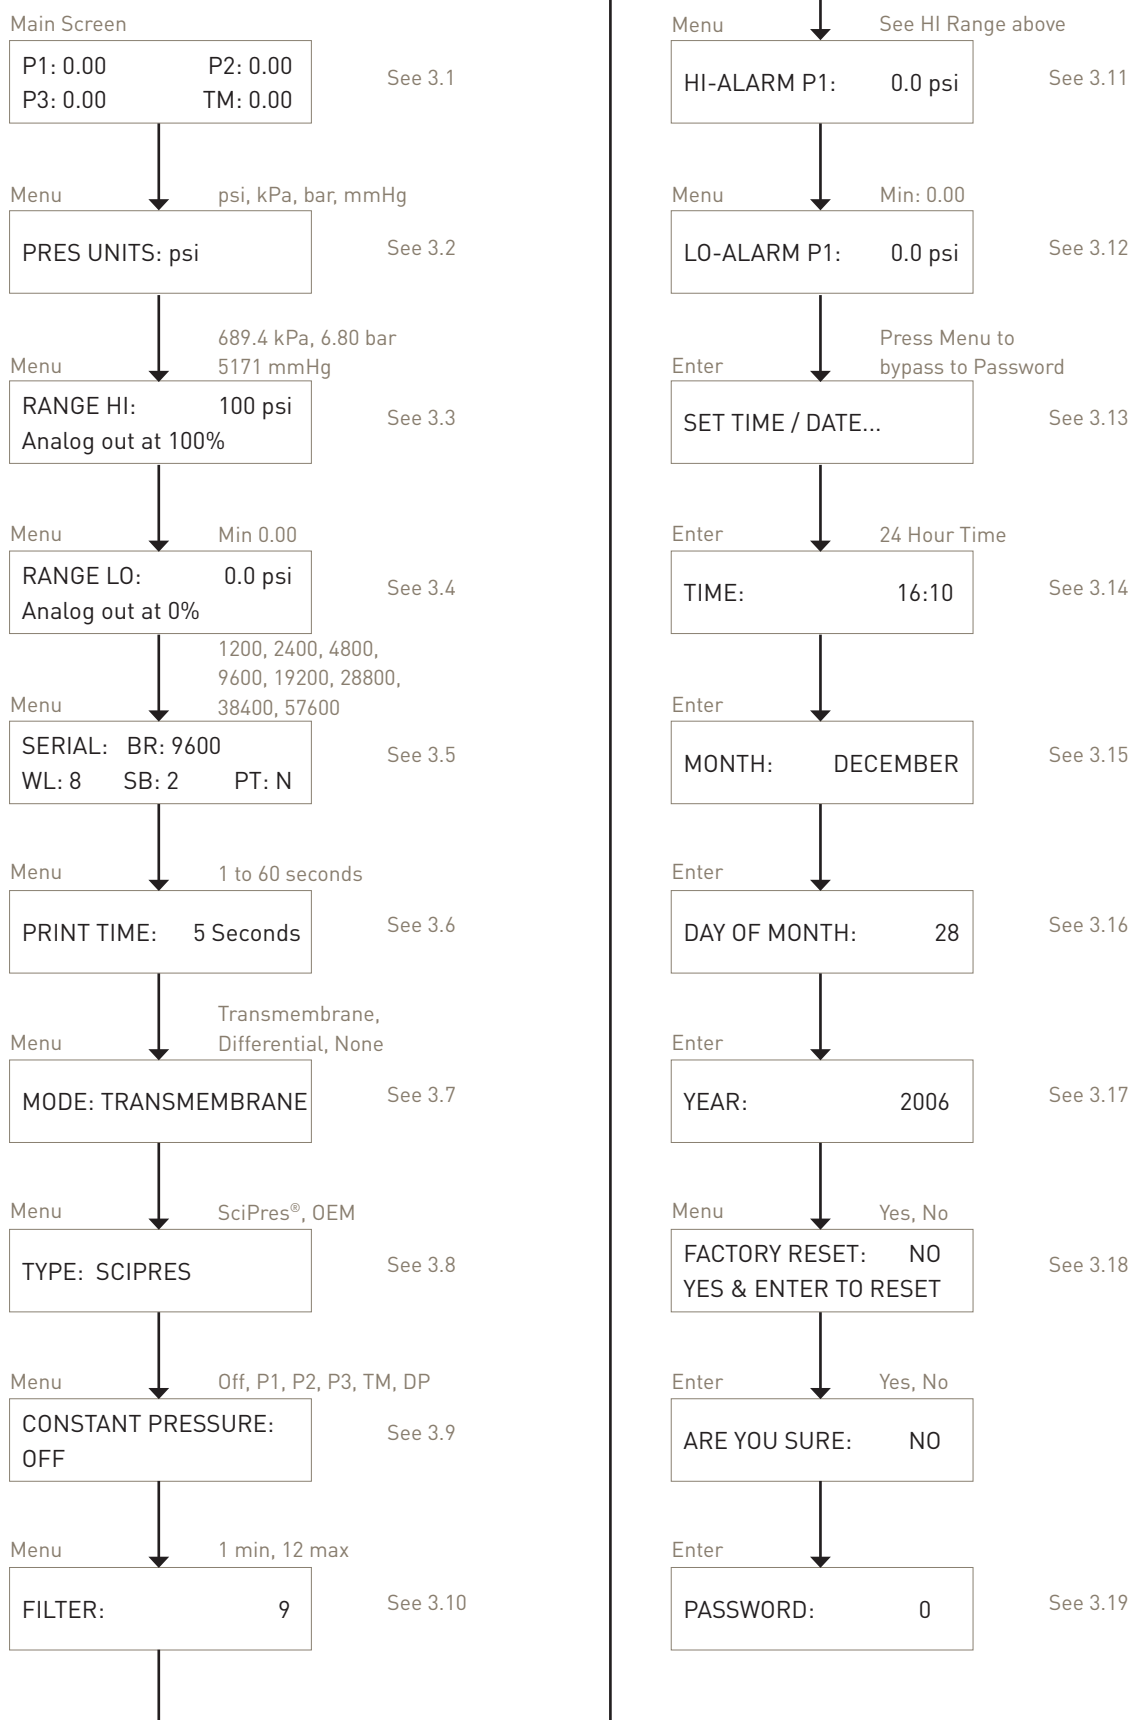 Main Screen
P1: 0.00 P2: 0.00
P3: 0.00 TM: 0.00
See 3.1
Menu
psi, kPa, bar, mmHg
PRES UNITS: psi
See 3.2
689.4 kPa, 6.80 bar
Menu
5171 mmHg
RANGE HI: 100 psi
Analog out at 100%
See 3.3
Menu
Min 0.00
RANGE LO: 0.0 psi
Analog out at 0%
See 3.4
1200, 2400, 4800,
9600, 19200, 28800,
Menu
38400, 57600
SERIAL: BR: 9600
WL: 8 SB: 2 PT: N
See 3.5
Menu
1 to 60 seconds
PRINT TIME: 5 Seconds
See 3.6
Transmembrane,
Menu
Differential, None
MODE: TRANSMEMBRANE
See 3.7
Menu
SciPres®, OEM
TYPE: SCIPRES
See 3.8
Menu
Off, P1, P2, P3, TM, DP
CONSTANT PRESSURE:
OFF
See 3.9
Menu
1 min, 12 max
FILTER: 9
See 3.10
Menu
See HI Range above
HI-ALARM P1: 0.0 psi
See 3.11
Menu
Min: 0.00
LO-ALARM P1: 0.0 psi
See 3.12
Press Menu to
Enter
bypass to Password
SET TIME / DATE...
See 3.13
Enter
24 Hour Time
TIME: 16:10
See 3.14
Enter
MONTH: DECEMBER
See 3.15
Enter
DAY OF MONTH: 28
See 3.16
Enter
YEAR: 2006
See 3.17
Menu
Yes, No
FACTORY RESET: NO
YES & ENTER TO RESET
See 3.18
Enter
Yes, No
ARE YOU SURE: NO
Enter
PASSWORD: 0
See 3.19